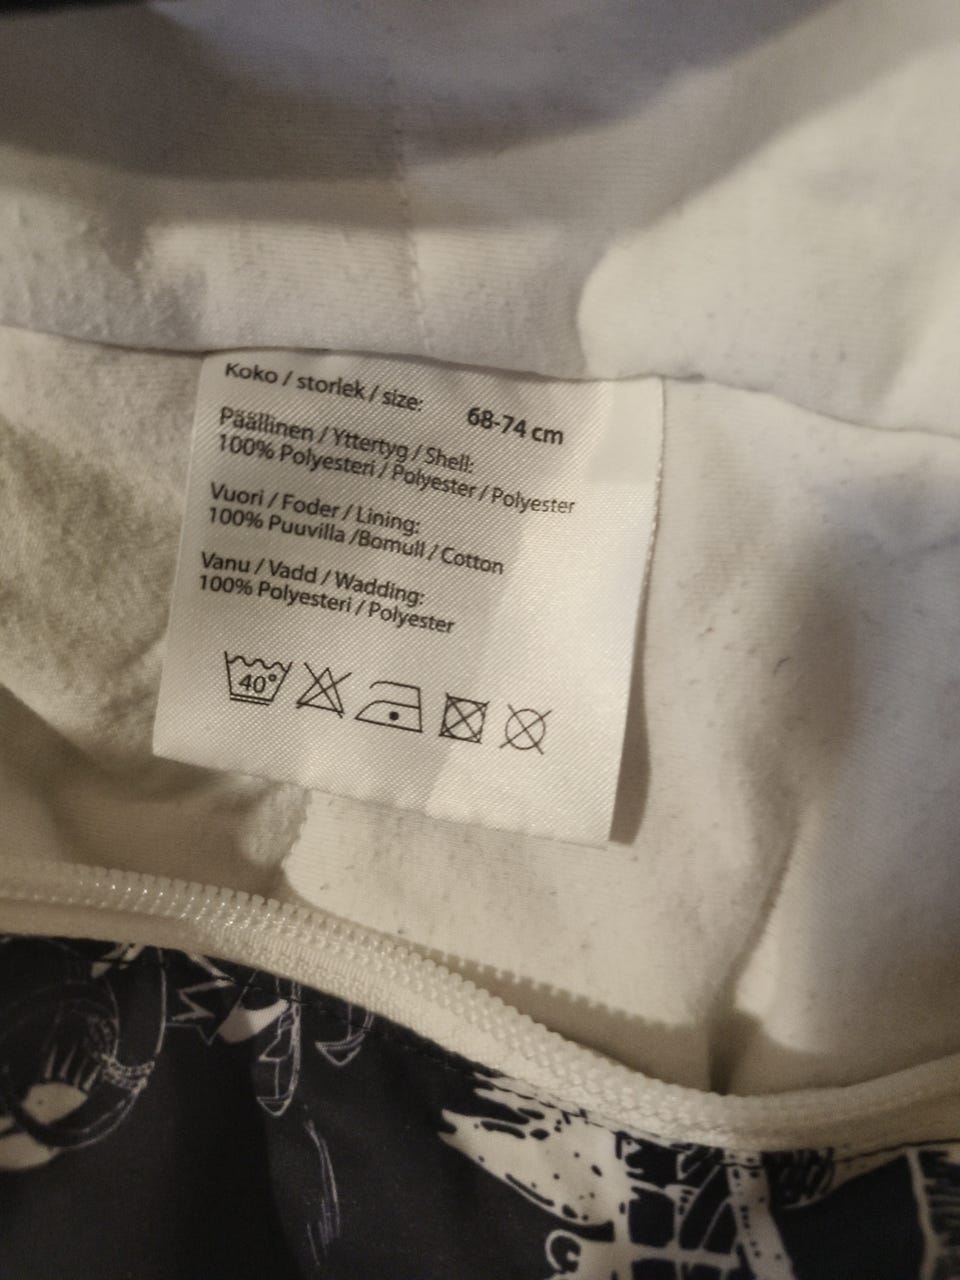 Koko / storlek / size: 68-74 cm
Päällinen / Yttertyg / Shell:
100% Polyesteri / Polyester / Polyester
Vuori / Foder / Lining:
100% Puuvilla /Bomull / Cotton
Vanu / Vadd / Wadding:
100% Polyesteri / Polyester
40°